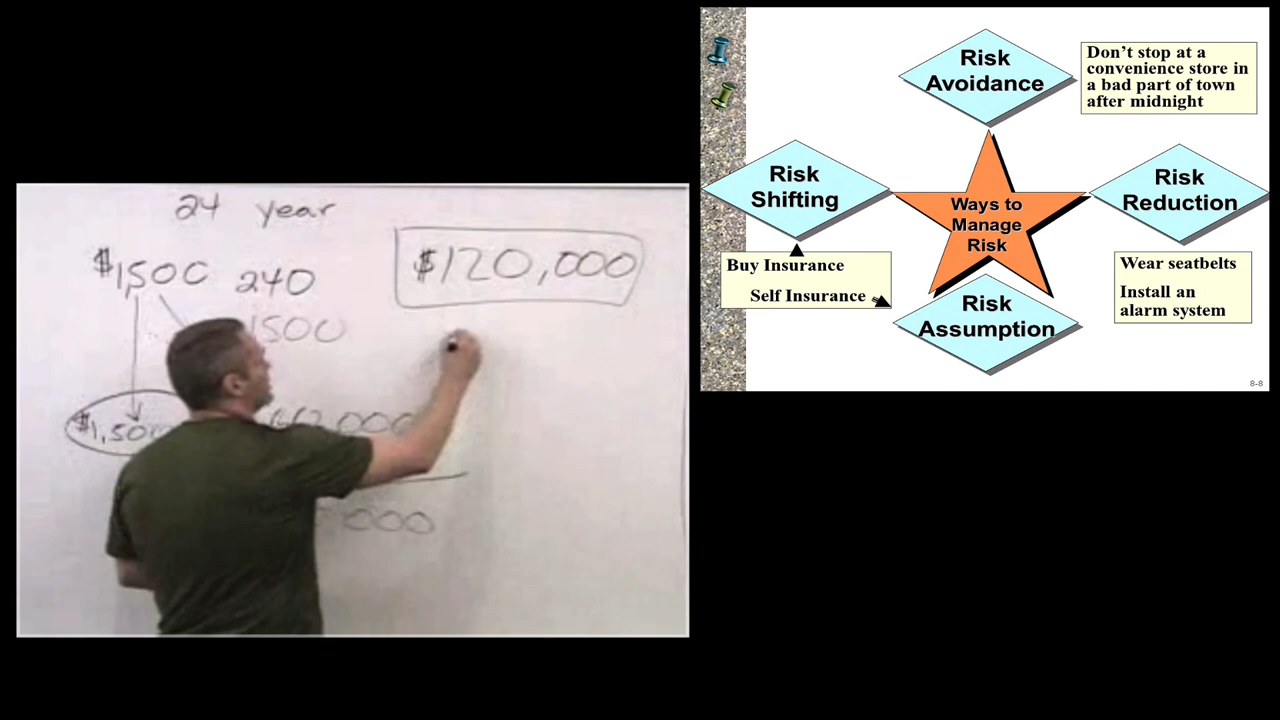 24 year
$1,500 240
1500
$120,000
000
Risk
Avoidance
Don’t stop at a
convenience store in
a bad part of town
after midnight
Risk
Shifting
Ways to
Manage
Risk
Risk
Reduction
Buy Insurance
Self Insurance
Risk
Assumption
Wear seatbelts
Install an
alarm system
8-8